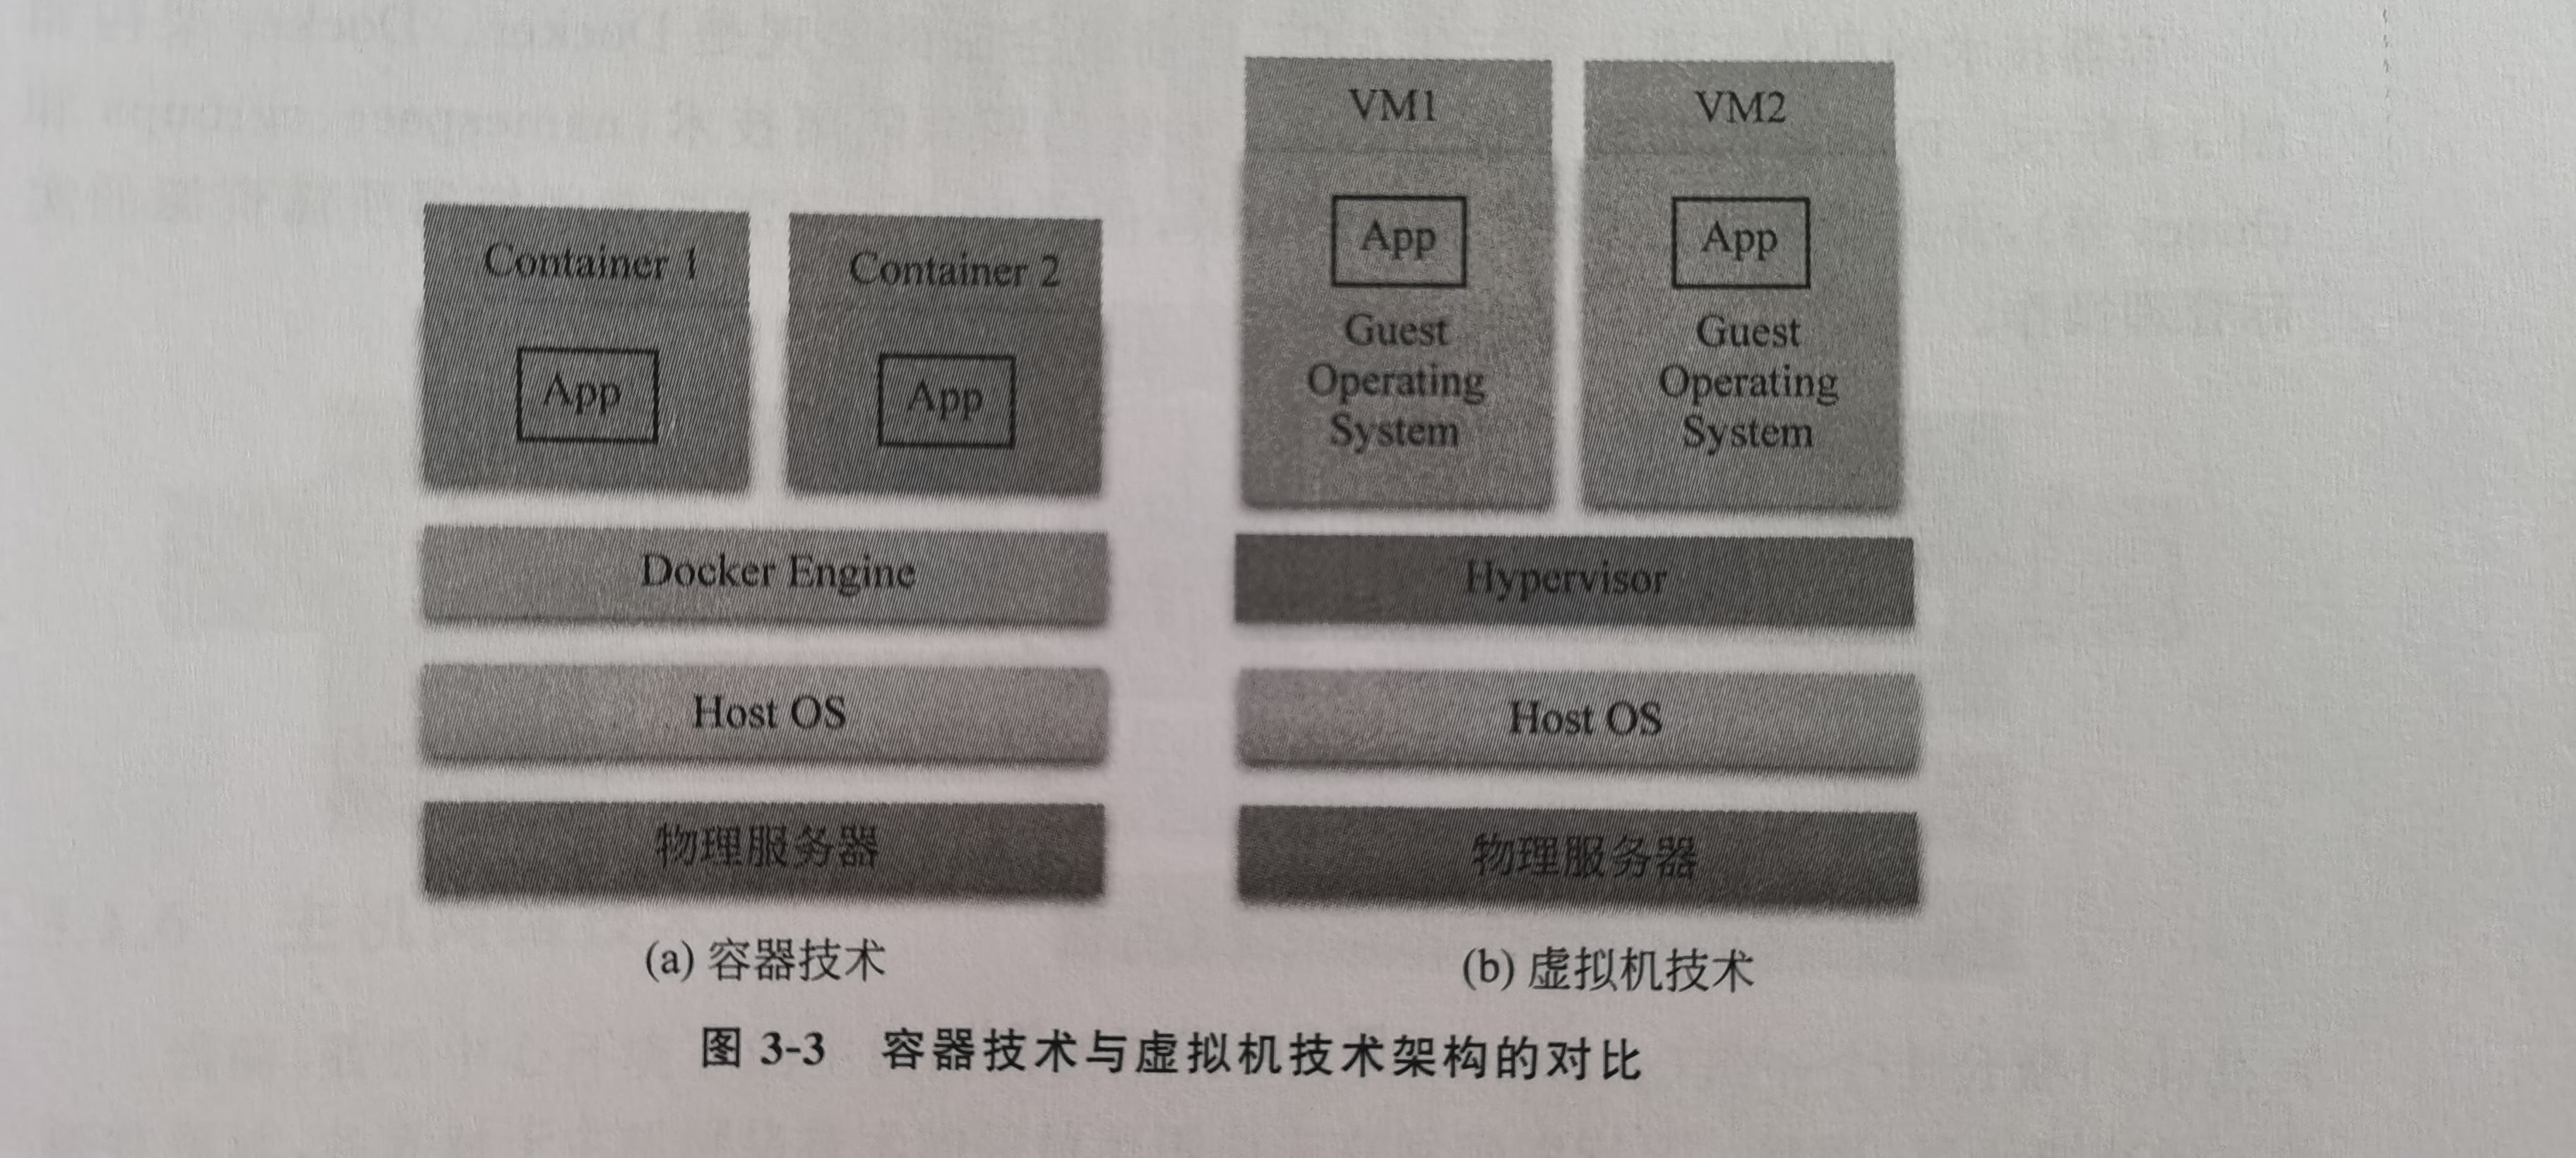 Container 1
Container 2
App
App
Docker Engine
Host OS
物理服务器
(a) 容器技术
VM1
VM2
App
App
Guest
Operating
System
Guest
Operating
System
Hypervisor
Host OS
物理服务器
(b) 虚拟机技术
图 3-3 容器技术与虚拟机技术架构的对比